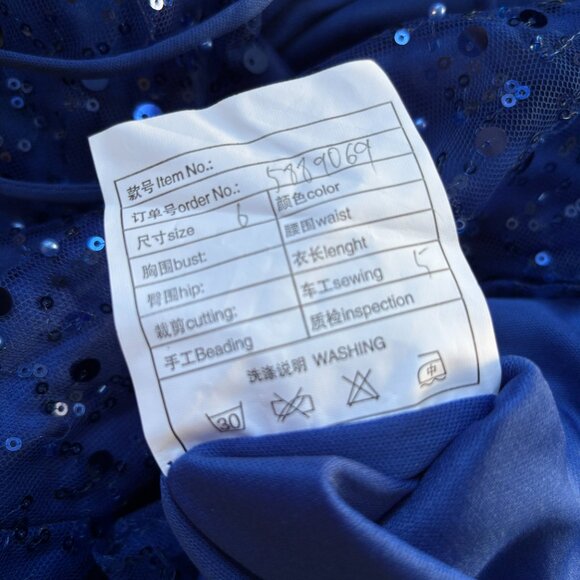 款号Item No.:
订单号order No.: 5889069
尺寸size 6 颜色color
胸围bust: 腰围waist
臀围hip: 衣长lenght
裁剪cutting: 车工sewing 5
手工Beading 质检inspection
洗涤说明 WASHING
30 中